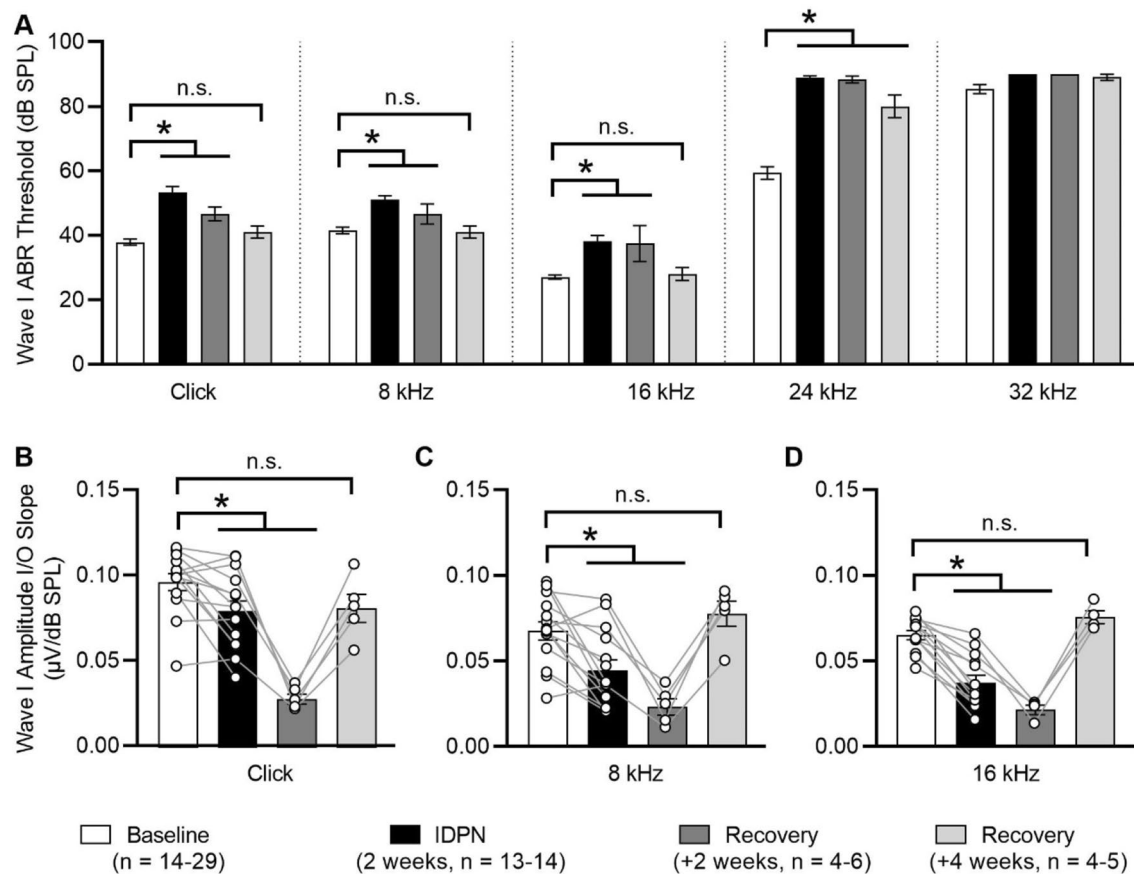 A
Wave I ABR Threshold (dB SPL)
100
80
60
40
20
0
n.s.
*
n.s.
*
n.s.
*
*
Click
8 kHz
16 kHz
24 kHz
32 kHz
B
Wave I Amplitude I/O Slope
(µV/dB SPL)
0.15
0.10
0.05
0.00
n.s.
*
Click
C
0.15
0.10
0.05
0.00
n.s.
*
8 kHz
D
0.15
0.10
0.05
0.00
n.s.
*
16 kHz
Baseline
(n = 14-29)
IDPN
(2 weeks, n = 13-14)
Recovery
(+2 weeks, n = 4-6)
Recovery
(+4 weeks, n = 4-5)